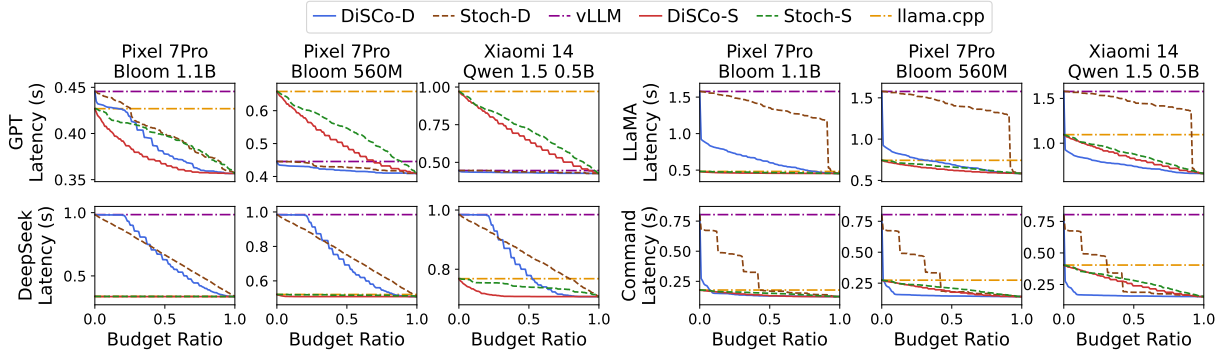 DiSCo-D Stoch-D vLLM DiSCo-S Stoch-S llama.cpp
Pixel 7Pro
Bloom 1.1B
Pixel 7Pro
Bloom 560M
Xiaomi 14
Qwen 1.5 0.5B
Pixel 7Pro
Bloom 1.1B
Pixel 7Pro
Bloom 560M
Xiaomi 14
Qwen 1.5 0.5B
GPT
Latency (s)
0.45
0.40
0.35
0.6
0.5
0.4
1.00
0.75
0.50
LLaMA
Latency (s)
1.5
1.0
0.5
1.5
1.0
0.5
1.5
1.0
DeepSeek
Latency (s)
1.0
0.5
1.0
0.8
0.6
1.0
0.8
Command
Latency (s)
0.75
0.50
0.25
0.75
0.50
0.25
0.75
0.50
0.25
0.0 0.5 1.0
0.0 0.5 1.0
0.0 0.5 1.0
0.0 0.5 1.0
0.0 0.5 1.0
0.0 0.5 1.0
Budget Ratio
Budget Ratio
Budget Ratio
Budget Ratio
Budget Ratio
Budget Ratio